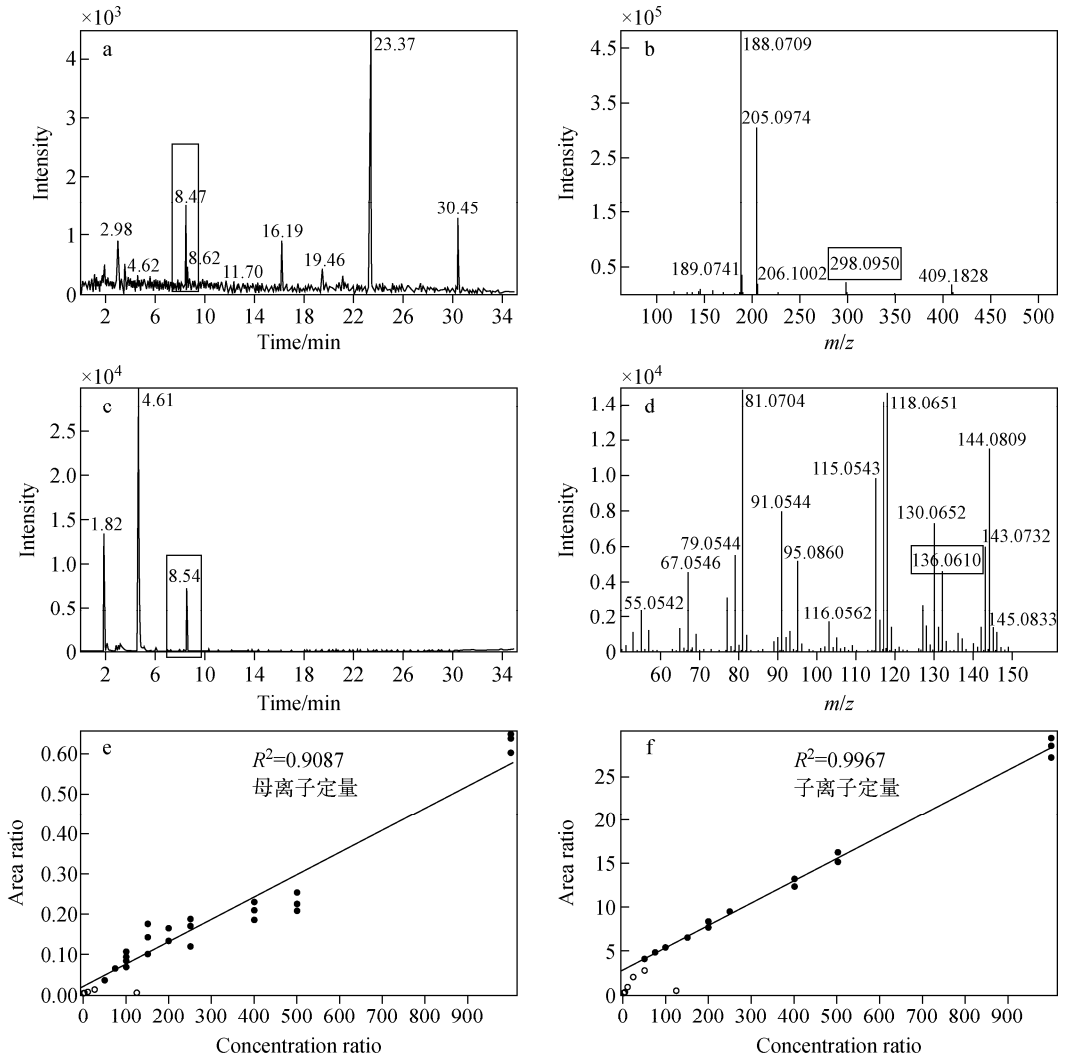 ×10³
a
Intensity
4
3
2
1
0
2.98
4.62
8.47
8.62
11.70
16.19
19.46
23.37
30.45
2 6 10 14 18 22 26 30 34
Time/min
×10⁵
b
Intensity
4.5
3.5
2.5
1.5
0.5
188.0709
205.0974
189.0741
206.1002
298.0950
409.1828
100 150 200 250 300 350 400 450 500
m/z
×10⁴
c
Intensity
2.5
2.0
1.5
1.0
0.5
0
1.82
4.61
8.54
2 6 10 14 18 22 26 30 34
Time/min
×10⁴
d
Intensity
1.4
1.2
1.0
0.8
0.6
0.4
0.2
0
81.0704
118.0651
144.0809
115.0543
91.0544
130.0652
79.0544
95.0860
143.0732
67.0546
136.0610
55.0542
116.0562
145.0833
60 70 80 90 100 110 120 130 140 150
m/z
e
R²=0.9087
母离子定量
Area ratio
0.60
0.50
0.40
0.30
0.20
0.10
0.00
0 100 200 300 400 500 600 700 800 900
Concentration ratio
f
R²=0.9967
子离子定量
Area ratio
25
20
15
10
5
0
0 100 200 300 400 500 600 700 800 900
Concentration ratio